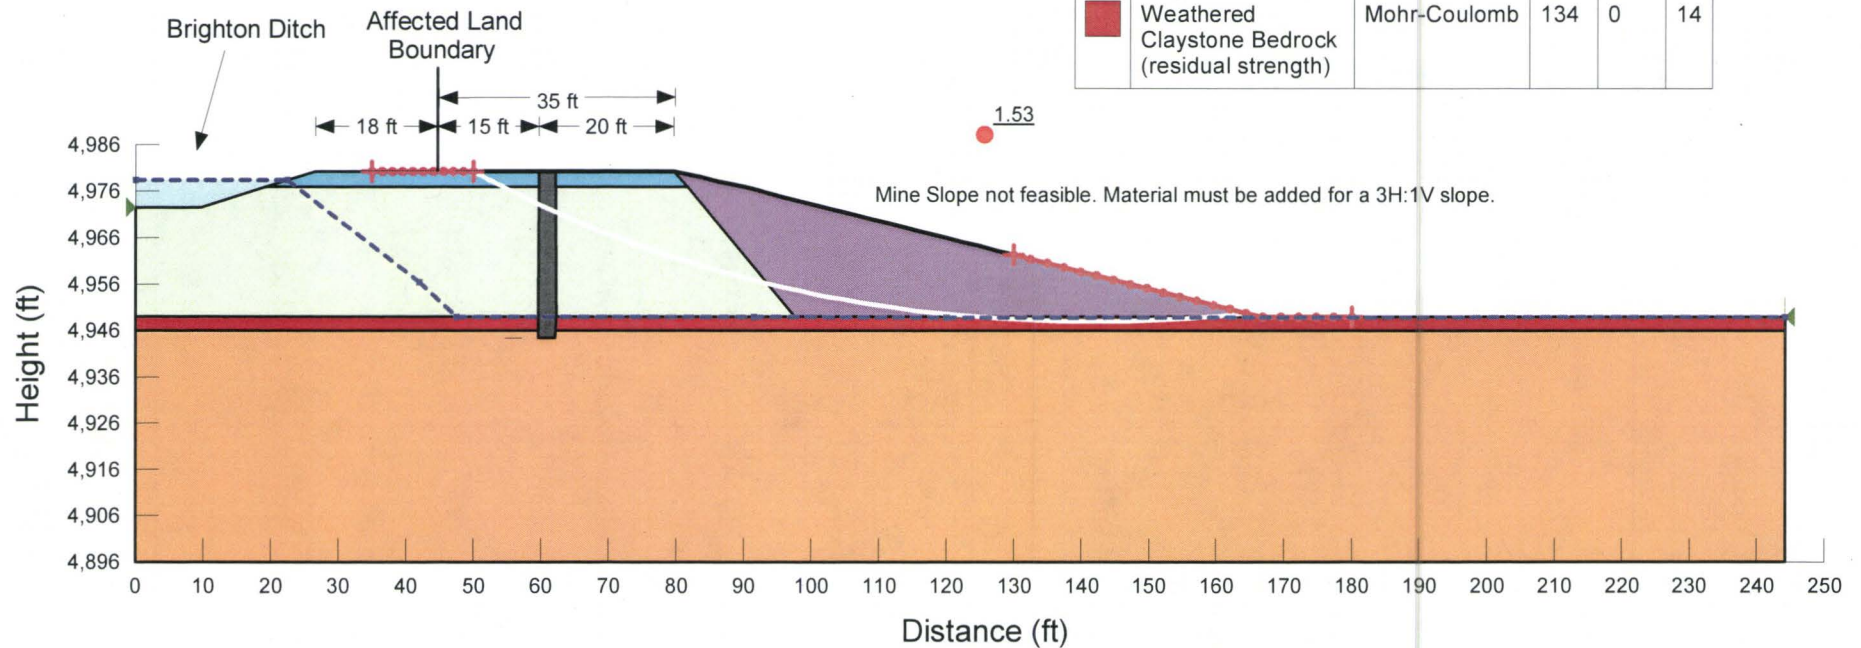 Brighton Ditch
Affected Land
Boundary
Weathered
Claystone Bedrock
(residual strength)
Mohr-Coulomb
134
0
14
35 ft
18 ft
15 ft
20 ft
1.53
Mine Slope not feasible. Material must be added for a 3H:1V slope.
Height (ft)
4,986
4,976
4,966
4,956
4,946
4,936
4,926
4,916
4,906
4,896
0 10 20 30 40 50 60 70 80 90 100 110 120 130 140 150 160 170 180 190 200 210 220 230 240 250
Distance (ft)